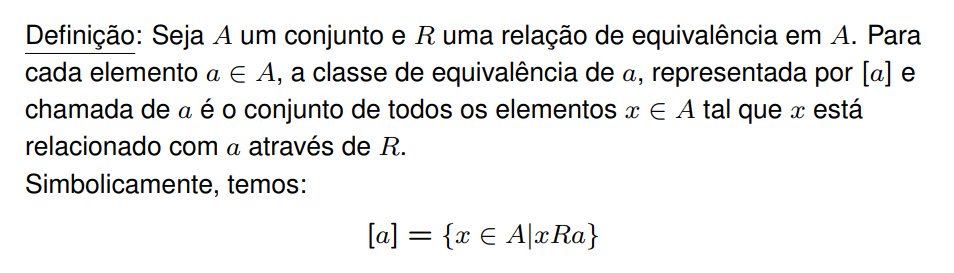 Definição: Seja A um conjunto e R uma relação de equivalência em A. Para
cada elemento a ∈ A, a classe de equivalência de a, representada por [a] e
chamada de a é o conjunto de todos os elementos x ∈ A tal que x está
relacionado com a através de R.
Simbolicamente, temos:
[a] = {x ∈ A|xRa}